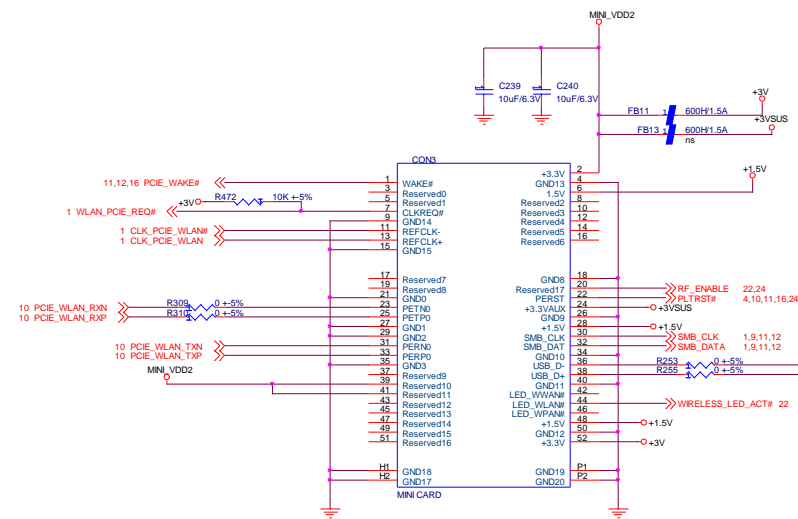 MINI_VDD2
C239
10uF/6.3V
C240
10uF/6.3V
+3V
FB11 1 600H/1.5A
+3VSUS
FB13 1 600H/1.5A
ns
CON3
+1.5V
11,12,16 PCIE_WAKE#
+3V R472 10K +-5%
1 WLAN_PCIE_REQ#
1 CLK_PCIE_WLAN#
1 CLK_PCIE_WLAN
10 PCIE_WLAN_RXN R309 0 +-5%
10 PCIE_WLAN_RXP R310 0 +-5%
10 PCIE_WLAN_TXN
10 PCIE_WLAN_TXP
MINI_VDD2
1 WAKE#
3 Reserved0
5 Reserved1
7 CLKREQ#
9 GND14
11 REFCLK-
13 REFCLK+
15 GND15
17 Reserved7
19 Reserved8
21 GND0
23 PETN0
25 PETP0
27 GND1
29 GND2
31 PERN0
33 PERP0
35 GND3
37 Reserved9
39 Reserved10
41 Reserved11
43 Reserved12
45 Reserved13
47 Reserved14
49 Reserved15
51 Reserved16
H1 GND18
H2 GND17
+3.3V 2
GND13 4
1.5V 6
Reserved2 8
Reserved3 10
Reserved4 12
Reserved5 14
Reserved6 16
GND8 18
Reserved17 20
PERST 22
+3.3VAUX 24
GND9 26
+1.5V 28
SMB_CLK 30
SMB_DAT 32
GND10 34
USB_D- 36
USB_D+ 38
GND11 40
LED_WWAN# 42
LED_WLAN# 44
LED_WPAN# 46
+1.5V 48
GND12 50
+3.3V 52
GND19 P1
GND20 P2
MINI CARD
RF_ENABLE 22,24
PLTRST# 4,10,11,16,24
+3VSUS
+1.5V
SMB_CLK 1,9,11,12
SMB_DATA 1,9,11,12
R253 0 +-5%
R255 0 +-5%
WIRELESS_LED_ACT# 22
+1.5V
+3V